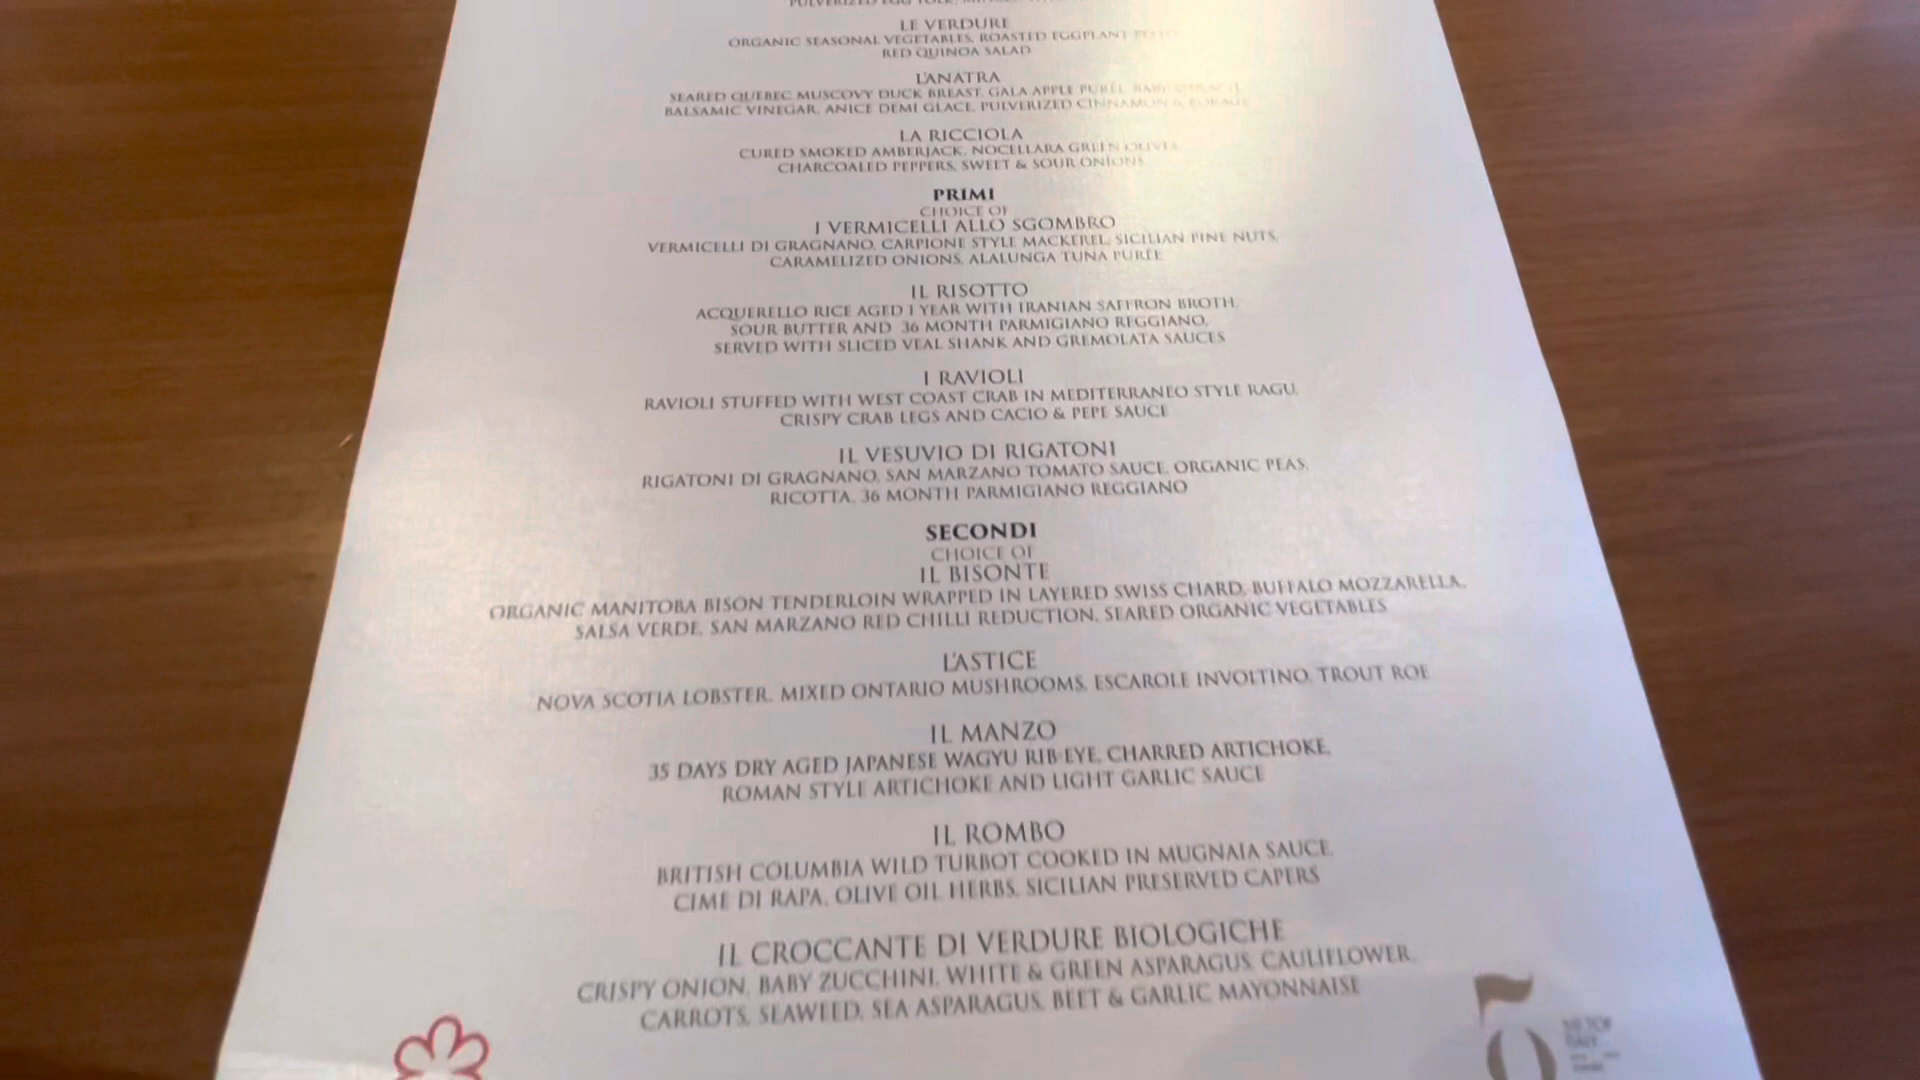 PULVERIZED EGG YOLK,
LE VERDURE
ORGANIC SEASONAL VEGETABLES, ROASTED EGGPLANT
RED QUINOA SALAD
L'ANATRA
SEARED QUEBEC MUSCOVY DUCK BREAST, GALA APPLE PURÉE, BABY
BALSAMIC VINEGAR, ANICE DEMI GLACE, PULVERIZED CINNAMON & BORAGE
LA RICCIOLA
CURED SMOKED AMBERJACK, NOCELLARA GREEN OLIVES,
CHARCOALED PEPPERS, SWEET & SOUR ONIONS
PRIMI
CHOICE OF
I VERMICELLI ALLO SGOMBRO
VERMICELLI DI GRAGNANO, CARPIONE STYLE MACKEREL, SICILIAN PINE NUTS,
CARAMELIZED ONIONS, ALALUNGA TUNA PURÉE
IL RISOTTO
ACQUERELLO RICE AGED 1 YEAR WITH IRANIAN SAFFRON BROTH,
SOUR BUTTER AND 36 MONTH PARMIGIANO REGGIANO,
SERVED WITH SLICED VEAL SHANK AND GREMOLATA SAUCES
I RAVIOLI
RAVIOLI STUFFED WITH WEST COAST CRAB IN MEDITERRANEO STYLE RAGU,
CRISPY CRAB LEGS AND CACIO & PEPE SAUCE
IL VESUVIO DI RIGATONI
RIGATONI DI GRAGNANO, SAN MARZANO TOMATO SAUCE, ORGANIC PEAS,
RICOTTA, 36 MONTH PARMIGIANO REGGIANO
SECONDI
CHOICE OF
IL BISONTE
ORGANIC MANITOBA BISON TENDERLOIN WRAPPED IN LAYERED SWISS CHARD, BUFFALO MOZZARELLA,
SALSA VERDE, SAN MARZANO RED CHILLI REDUCTION, SEARED ORGANIC VEGETABLES
L'ASTICE
NOVA SCOTIA LOBSTER, MIXED ONTARIO MUSHROOMS, ESCAROLE INVOLTINO, TROUT ROE
IL MANZO
35 DAYS DRY AGED JAPANESE WAGYU RIB-EYE, CHARRED ARTICHOKE,
ROMAN STYLE ARTICHOKE AND LIGHT GARLIC SAUCE
IL ROMBO
BRITISH COLUMBIA WILD TURBOT COOKED IN MUGNAIA SAUCE,
CIME DI RAPA, OLIVE OIL HERBS, SICILIAN PRESERVED CAPERS
IL CROCCANTE DI VERDURE BIOLOGICHE
CRISPY ONION, BABY ZUCCHINI, WHITE & GREEN ASPARAGUS, CAULIFLOWER,
CARROTS, SEAWEED, SEA ASPARAGUS, BEET & GARLIC MAYONNAISE
50